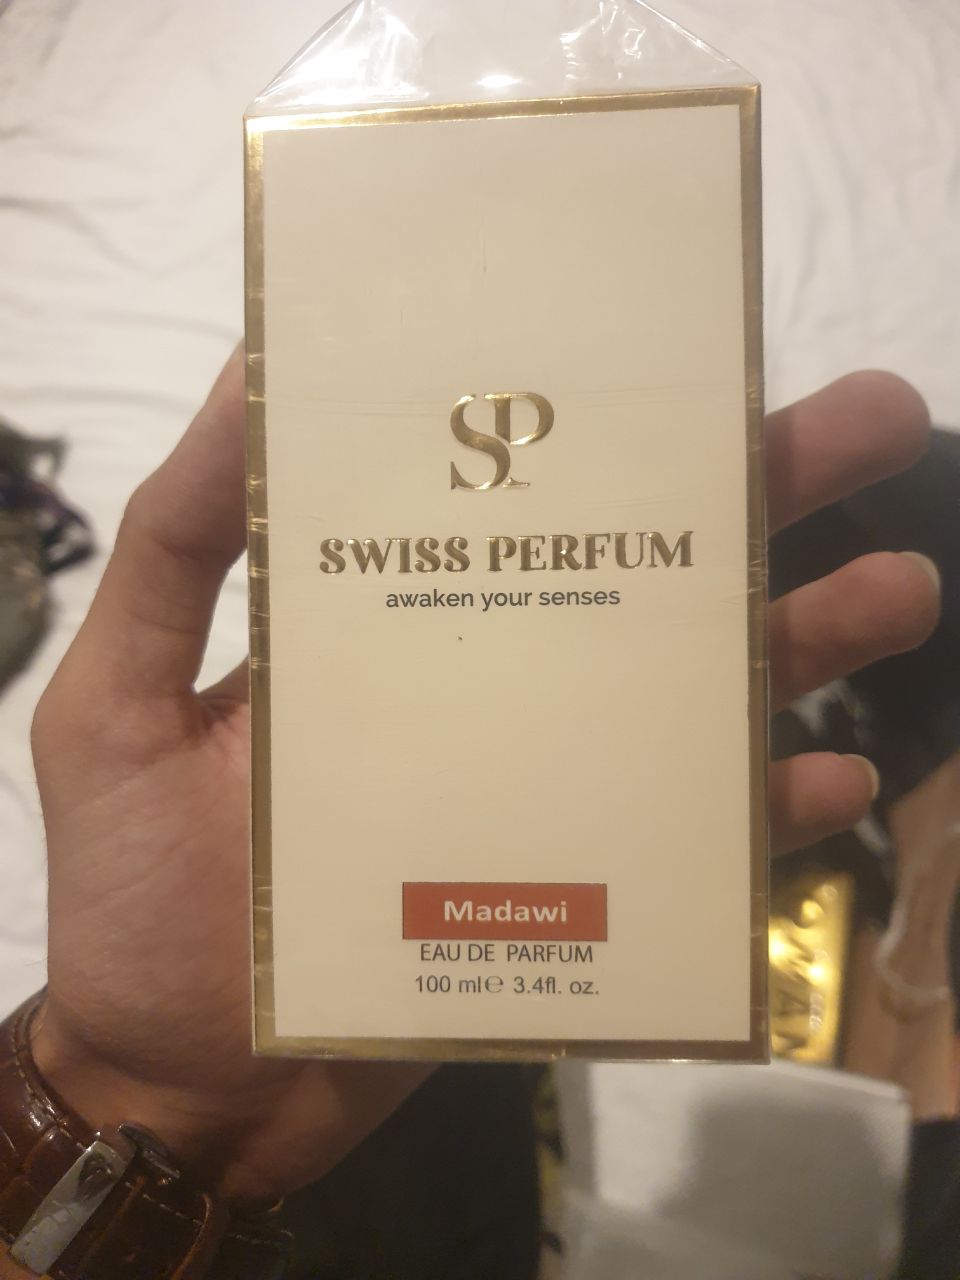 SP
SWISS PERFUM
awaken your senses
Madawi
EAU DE PARFUM
100 ml℮ 3.4fl. oz.